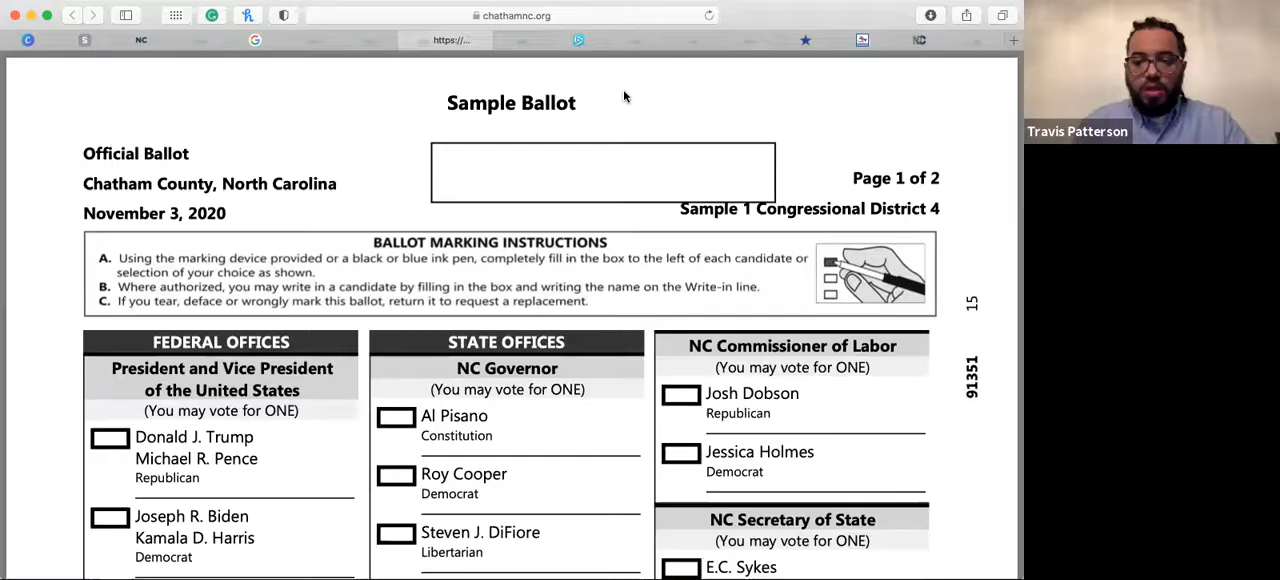 chathamnc.org
NC
https://...
NC
Travis Patterson
Sample Ballot
Official Ballot
Chatham County, North Carolina
November 3, 2020
Page 1 of 2
Sample 1 Congressional District 4
BALLOT MARKING INSTRUCTIONS
A. Using the marking device provided or a black or blue ink pen, completely fill in the box to the left of each candidate or
selection of your choice as shown.
B. Where authorized, you may write in a candidate by filling in the box and writing the name on the Write-in line.
C. If you tear, deface or wrongly mark this ballot, return it to request a replacement.
15
91351
FEDERAL OFFICES
President and Vice President
of the United States
(You may vote for ONE)
Donald J. Trump
Michael R. Pence
Republican
Joseph R. Biden
Kamala D. Harris
Democrat
STATE OFFICES
NC Governor
(You may vote for ONE)
Al Pisano
Constitution
Roy Cooper
Democrat
Steven J. DiFiore
Libertarian
NC Commissioner of Labor
(You may vote for ONE)
Josh Dobson
Republican
Jessica Holmes
Democrat
NC Secretary of State
(You may vote for ONE)
E.C. Sykes